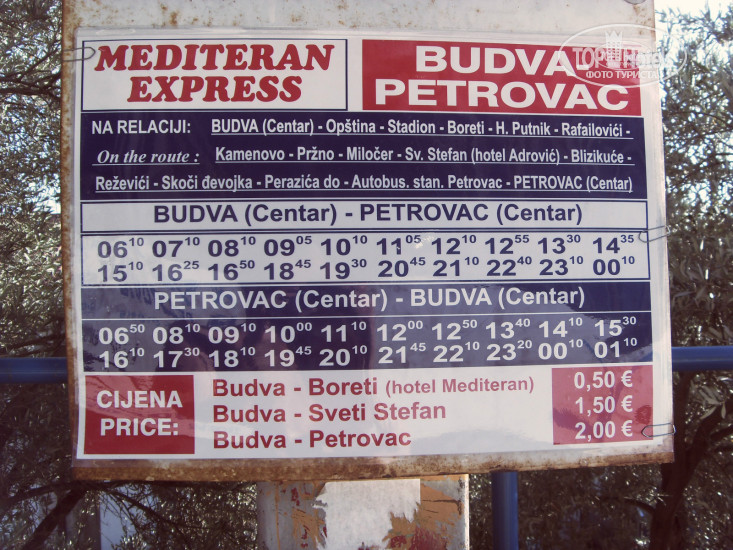 MEDITERAN
EXPRESS
BUDVA-
PETROVAC
NA RELACIJI: BUDVA (Centar) - Opština - Stadion - Boreti - H. Putnik - Rafailovići -
On the route : Kamenovo - Pržno - Miločer - Sv. Stefan (hotel Adrović) - Blizikuće -
Reževići - Skoči đevojka - Perazića do - Autobus. stan. Petrovac - PETROVAC (Centar)
BUDVA (Centar) - PETROVAC (Centar)
06¹⁰ 07¹⁰ 08¹⁰ 09⁰⁵ 10¹⁰ 11⁰⁵ 12¹⁰ 12⁵⁵ 13³⁰ 14³⁵
15¹⁰ 16²⁵ 16⁵⁰ 18⁴⁵ 19³⁰ 20⁴⁵ 21¹⁰ 22⁴⁰ 23¹⁰ 00¹⁰
PETROVAC (Centar) - BUDVA (Centar)
06⁵⁰ 08¹⁰ 09¹⁰ 10⁰⁰ 11¹⁰ 12⁰⁰ 12⁵⁰ 13⁴⁰ 14¹⁰ 15³⁰
16¹⁰ 17³⁰ 18¹⁰ 19⁴⁵ 20¹⁰ 21⁴⁵ 22¹⁰ 23²⁰ 00¹⁰ 01¹⁰
CIJENA
PRICE:
Budva - Boreti (hotel Mediteran) 0,50 €
Budva - Sveti Stefan 1,50 €
Budva - Petrovac 2,00 €
ФОТО ТУРИСТА